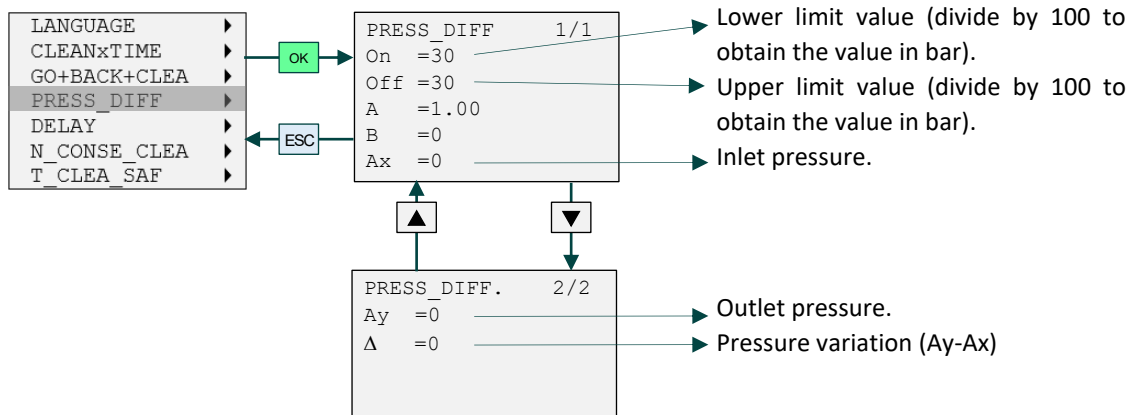 LANGUAGE
CLEANxTIME
GO+BACK+CLEA
PRESS_DIFF
DELAY
N_CONSE_CLEA
T_CLEA_SAF
OK
ESC
PRESS_DIFF 1/1
On =30
Off =30
A =1.00
B =0
Ax =0
Lower limit value (divide by 100 to
obtain the value in bar).
Upper limit value (divide by 100 to
obtain the value in bar).
Inlet pressure.
PRESS_DIFF. 2/2
Ay =0
Δ =0
Outlet pressure.
Pressure variation (Ay-Ax)